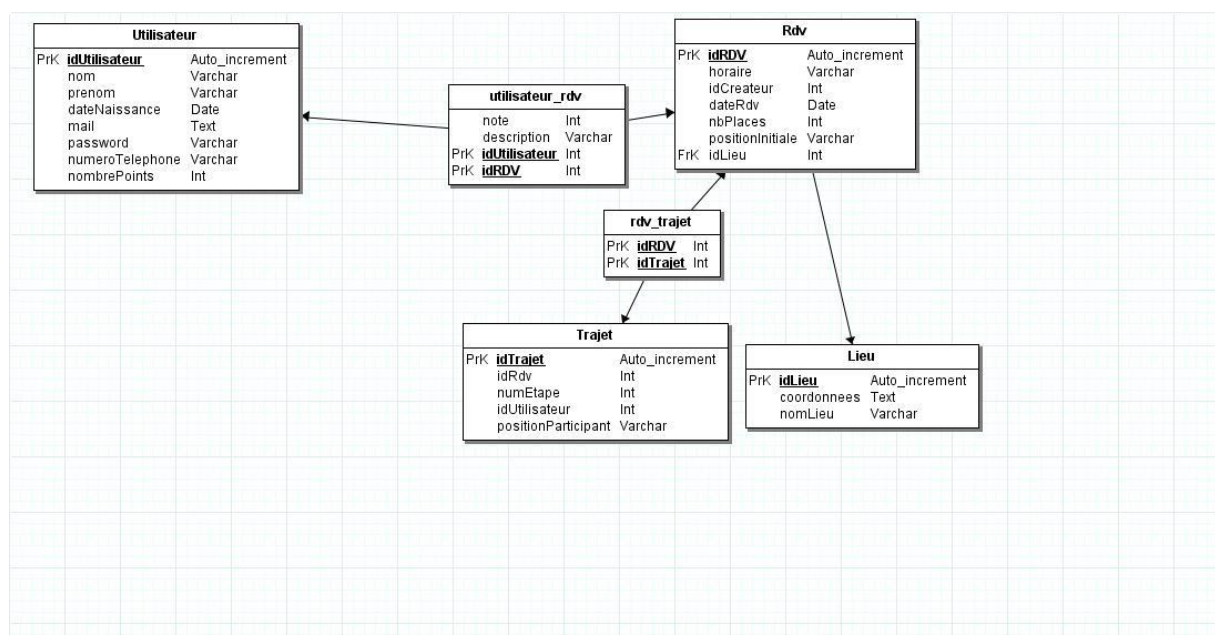 Utilisateur
PrK idUtilisateur Auto_increment
nom Varchar
prenom Varchar
dateNaissance Date
mail Text
password Varchar
numeroTelephone Varchar
nombrePoints Int
utilisateur_rdv
note Int
description Varchar
PrK idUtilisateur Int
PrK idRDV Int
Rdv
PrK idRDV Auto_increment
horaire Varchar
idCreateur Int
dateRdv Date
nbPlaces Int
positionInitiale Varchar
FrK idLieu Int
rdv_trajet
PrK idRDV Int
PrK idTrajet Int
Trajet
PrK idTrajet Auto_increment
idRdv Int
numEtape Int
idUtilisateur Int
positionParticipant Varchar
Lieu
PrK idLieu Auto_increment
coordonnees Text
nomLieu Varchar